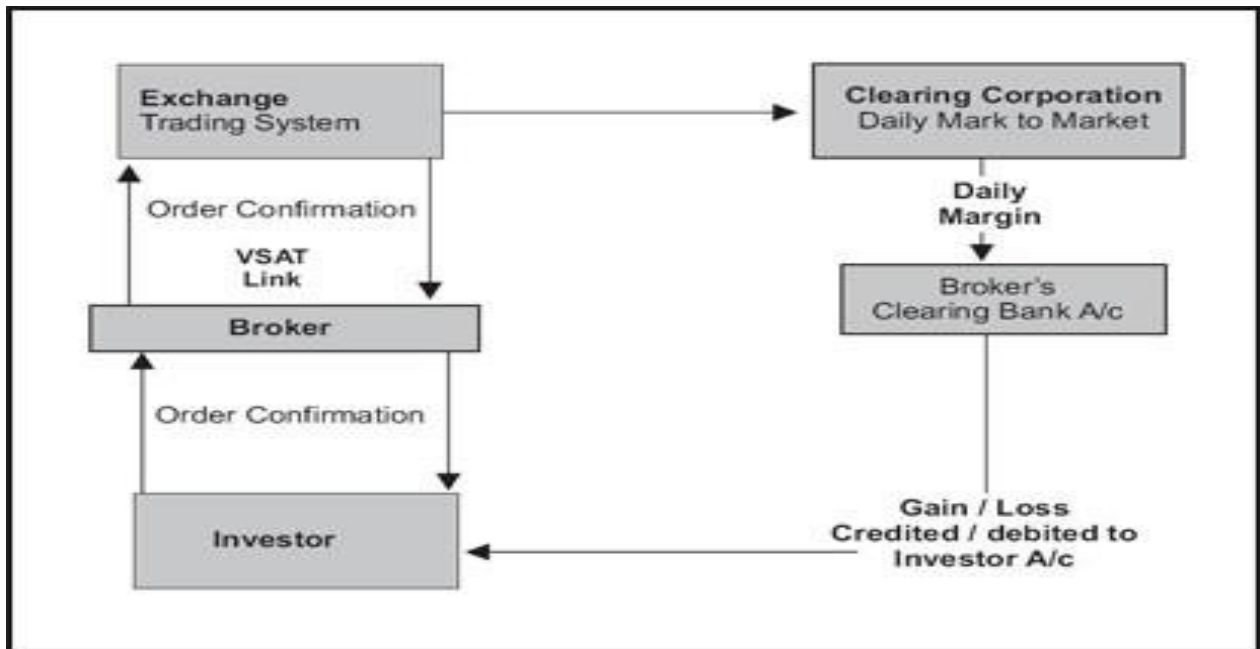 Exchange
Trading System
Clearing Corporation
Daily Mark to Market
Order Confirmation
Daily
Margin
VSAT
Link
Broker's
Clearing Bank A/c
Broker
Order Confirmation
Gain / Loss
Credited / debited to
Investor A/c
Investor